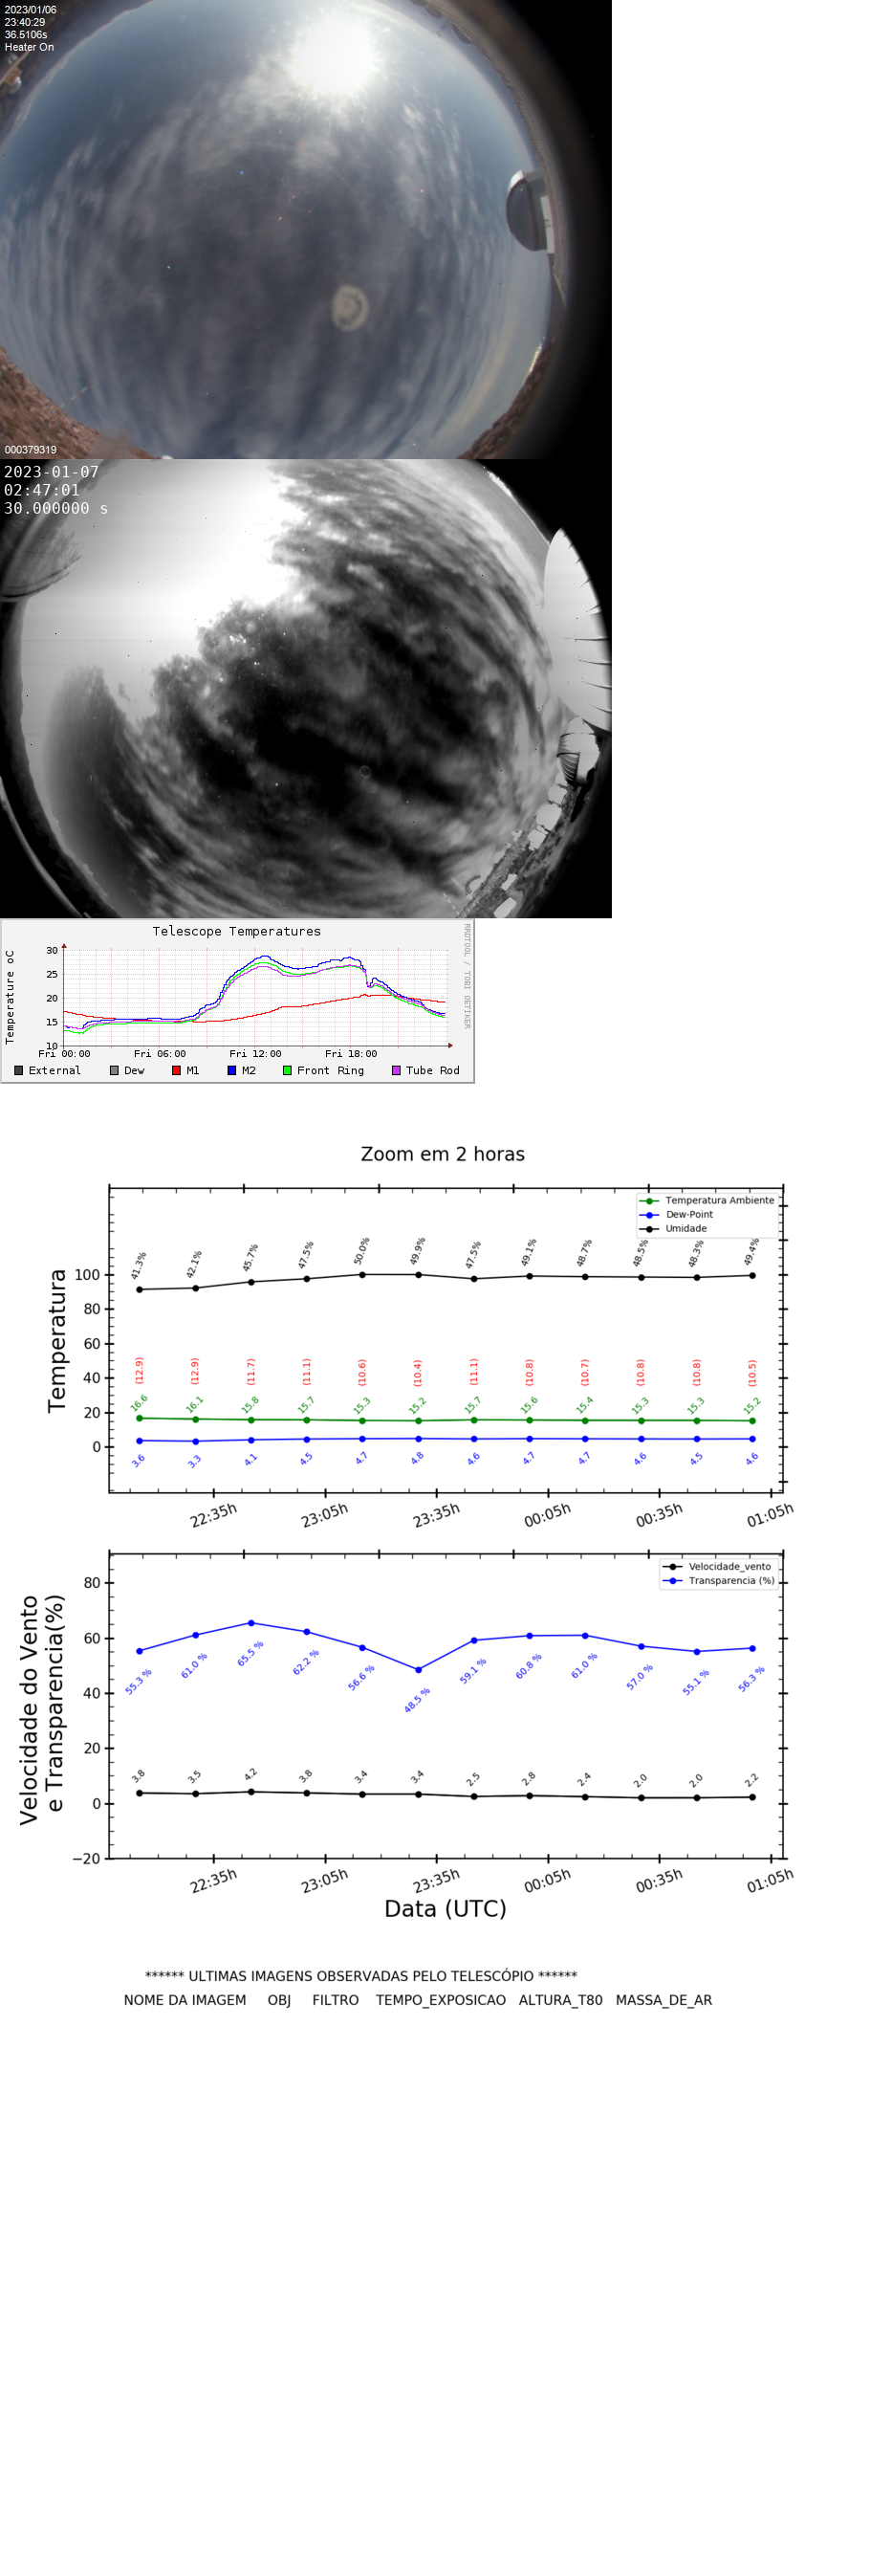 2023/01/06
23:40:29
36.5106s
Heater On
000379319
2023-01-07
02:47:01
30.000000 s
Telescope Temperatures
Temperature oC
30
25
20
15
10
Fri 00:00 Fri 06:00 Fri 12:00 Fri 18:00
External Dew M1 M2 Front Ring Tube Rod
RRDTOOL / TOBI OETIKER
Zoom em 2 horas
Temperatura Ambiente
Dew-Point
Umidade
Temperatura
100
80
60
40
20
0
41.3% 42.1% 45.7% 47.5% 50.0% 49.9% 47.5% 49.1% 48.7% 48.5% 48.3% 49.4%
(12.9) (12.9) (11.7) (11.1) (10.6) (10.4) (11.1) (10.8) (10.7) (10.8) (10.8) (10.5)
16.6 16.1 15.8 15.7 15.3 15.2 15.7 15.6 15.4 15.3 15.3 15.2
3.6 3.3 4.1 4.5 4.7 4.8 4.6 4.7 4.7 4.6 4.5 4.6
22:35h 23:05h 23:35h 00:05h 00:35h 01:05h
Velocidade_vento
Transparencia (%)
Velocidade do Vento
e Transparencia(%)
80
60
40
20
0
−20
55.3 % 61.0 % 65.5 % 62.2 % 56.6 % 48.5 % 59.1 % 60.8 % 61.0 % 57.0 % 55.1 % 56.3 %
3.8 3.5 4.2 3.8 3.4 3.4 2.5 2.8 2.4 2.0 2.0 2.2
22:35h 23:05h 23:35h 00:05h 00:35h 01:05h
Data (UTC)
****** ULTIMAS IMAGENS OBSERVADAS PELO TELESCÓPIO ******
NOME DA IMAGEM OBJ FILTRO TEMPO_EXPOSICAO ALTURA_T80 MASSA_DE_AR